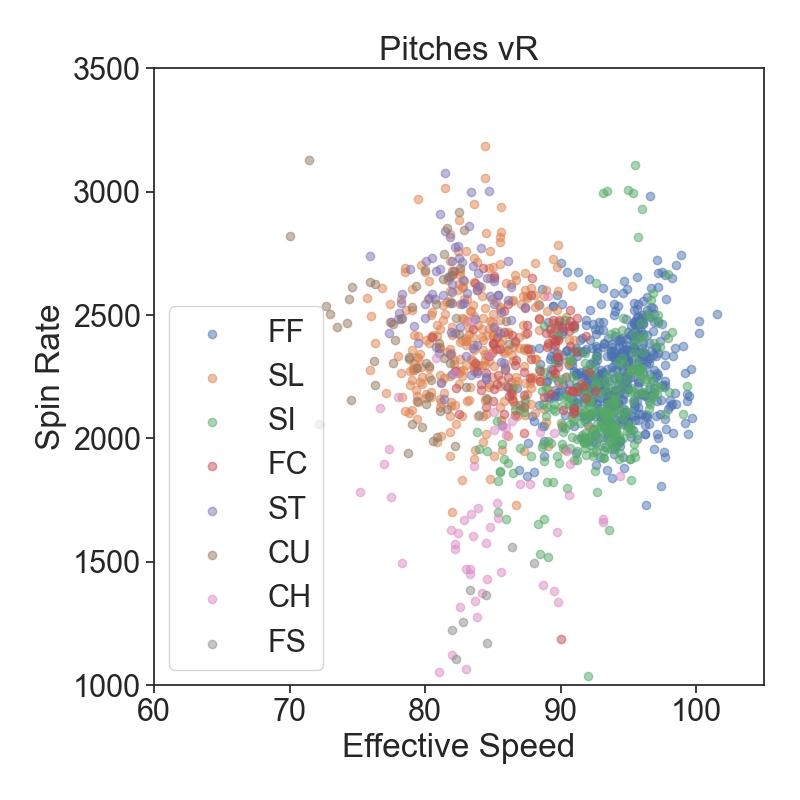 Pitches vR
3500
3000
2500
2000
1500
1000
Spin Rate
FF
SL
SI
FC
ST
CU
CH
FS
60 70 80 90 100
Effective Speed